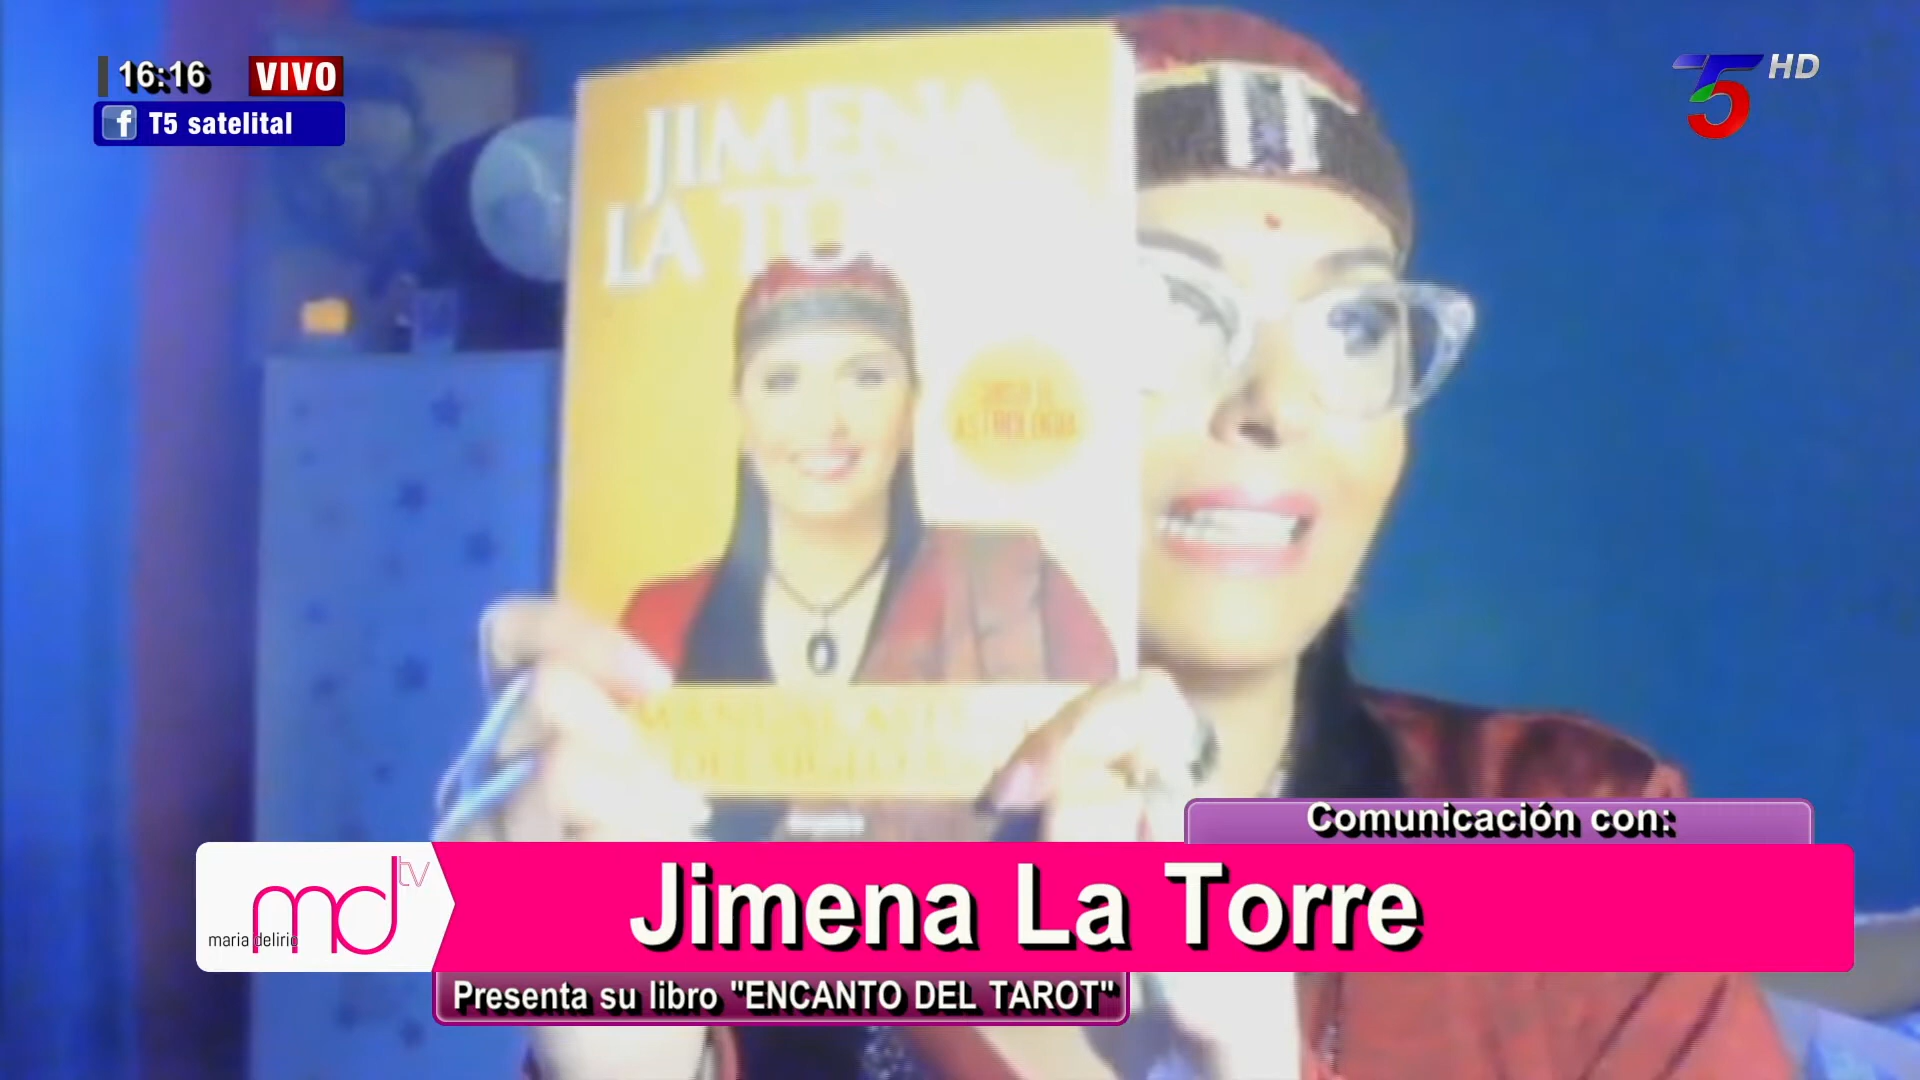 16:16 VIVO
T5 satelital
T5 HD
JIMENA
LA
Comunicación con:
md tv
maria delirio
Jimena La Torre
Presenta su libro "ENCANTO DEL TAROT"